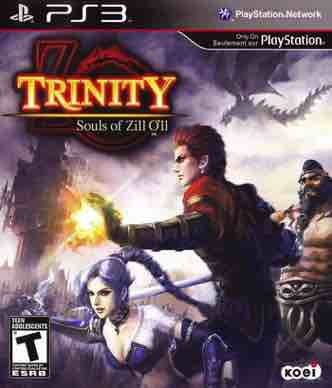 PS3
PlayStation®Network
Only On
Seulement sur PlayStation®
TRINITY
Souls of Zill O'll
TEEN
ADOLESCENTS
T
ESRB
KOEI